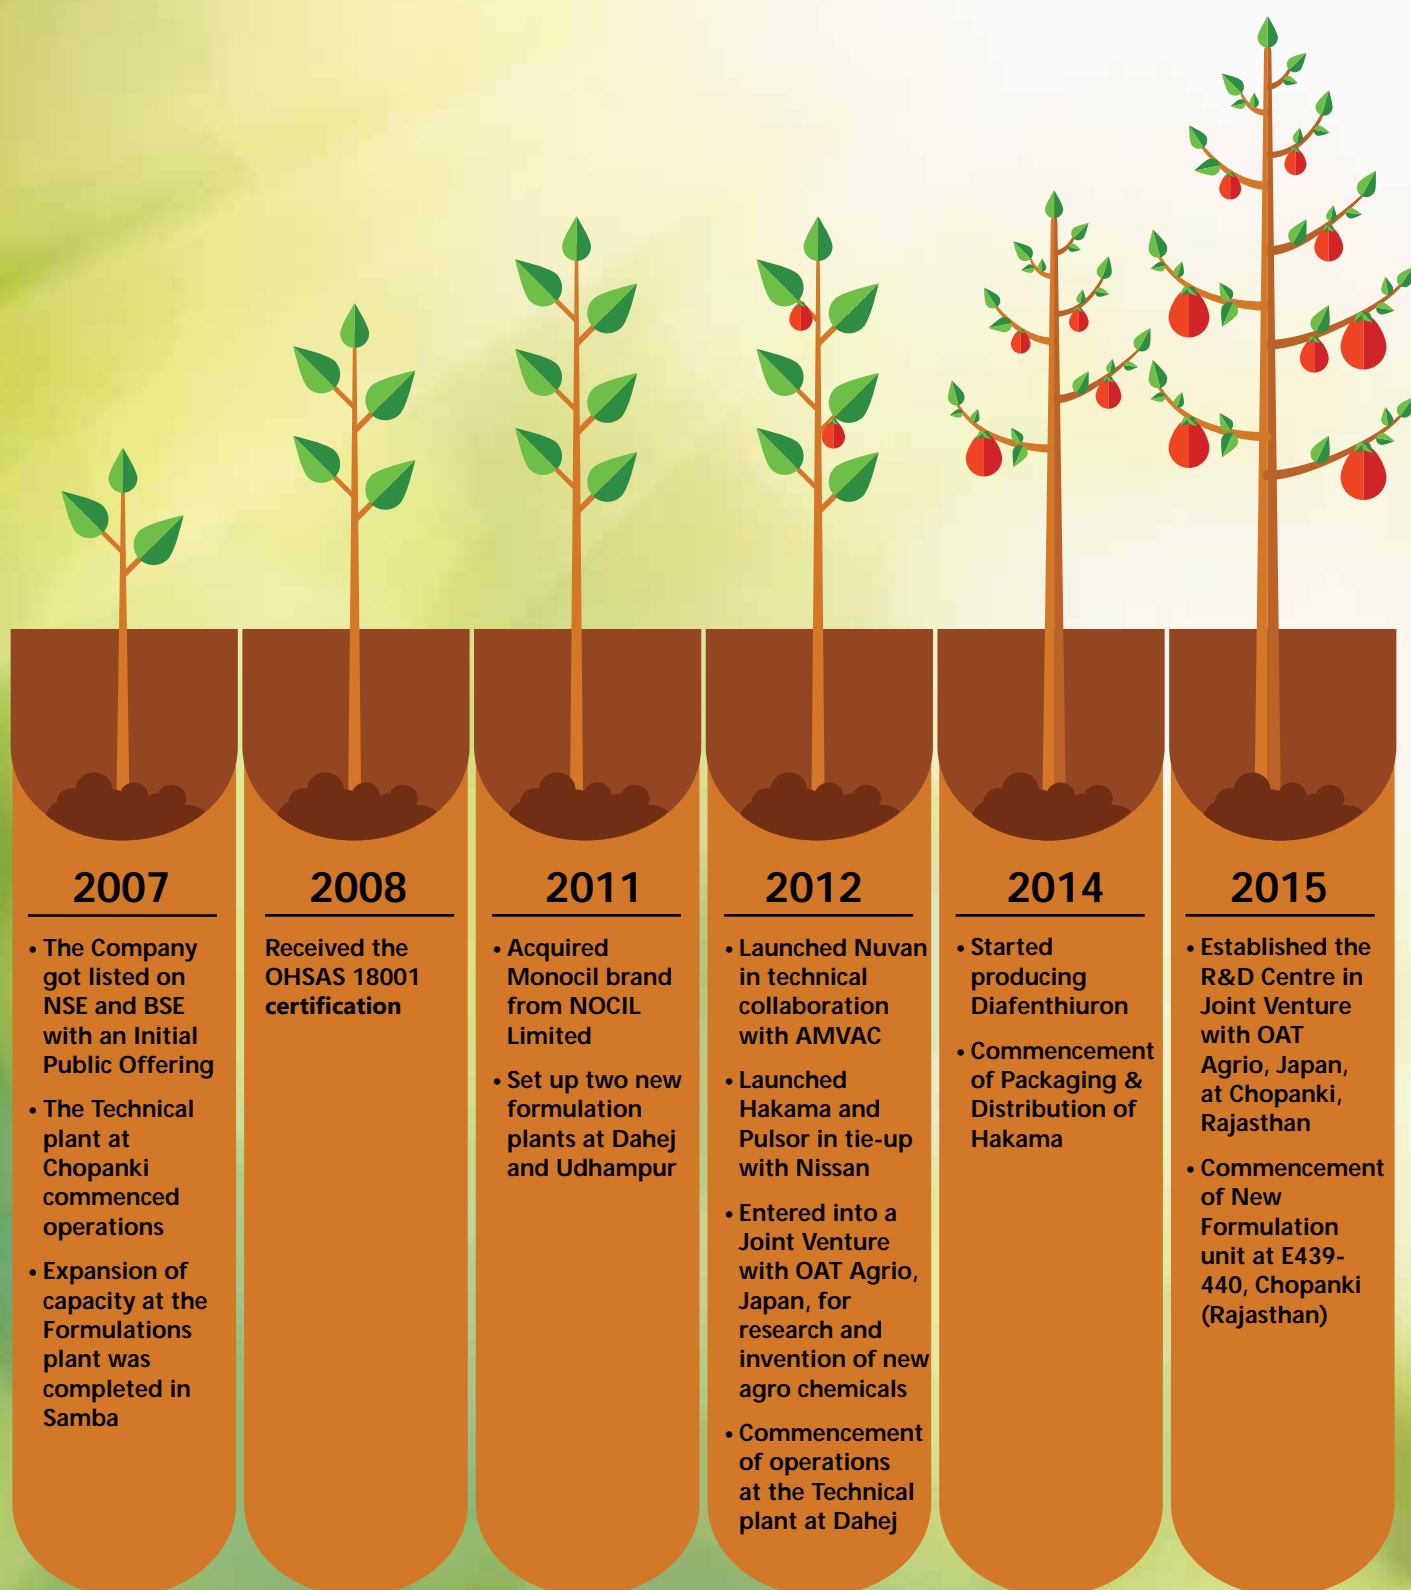 2007
• The Company
got listed on
NSE and BSE
with an Initial
Public Offering
• The Technical
plant at
Chopanki
commenced
operations
• Expansion of
capacity at the
Formulations
plant was
completed in
Samba
2008
Received the
OHSAS 18001
certification
2011
• Acquired
Monocil brand
from NOCIL
Limited
• Set up two new
formulation
plants at Dahej
and Udhampur
2012
• Launched Nuvan
in technical
collaboration
with AMVAC
• Launched
Hakama and
Pulsor in tie-up
with Nissan
• Entered into a
Joint Venture
with OAT Agrio,
Japan, for
research and
invention of new
agro chemicals
• Commencement
of operations
at the Technical
plant at Dahej
2014
• Started
producing
Diafenthiuron
• Commencement
of Packaging &
Distribution of
Hakama
2015
• Established the
R&D Centre in
Joint Venture
with OAT
Agrio, Japan,
at Chopanki,
Rajasthan
• Commencement
of New
Formulation
unit at E439-
440, Chopanki
(Rajasthan)